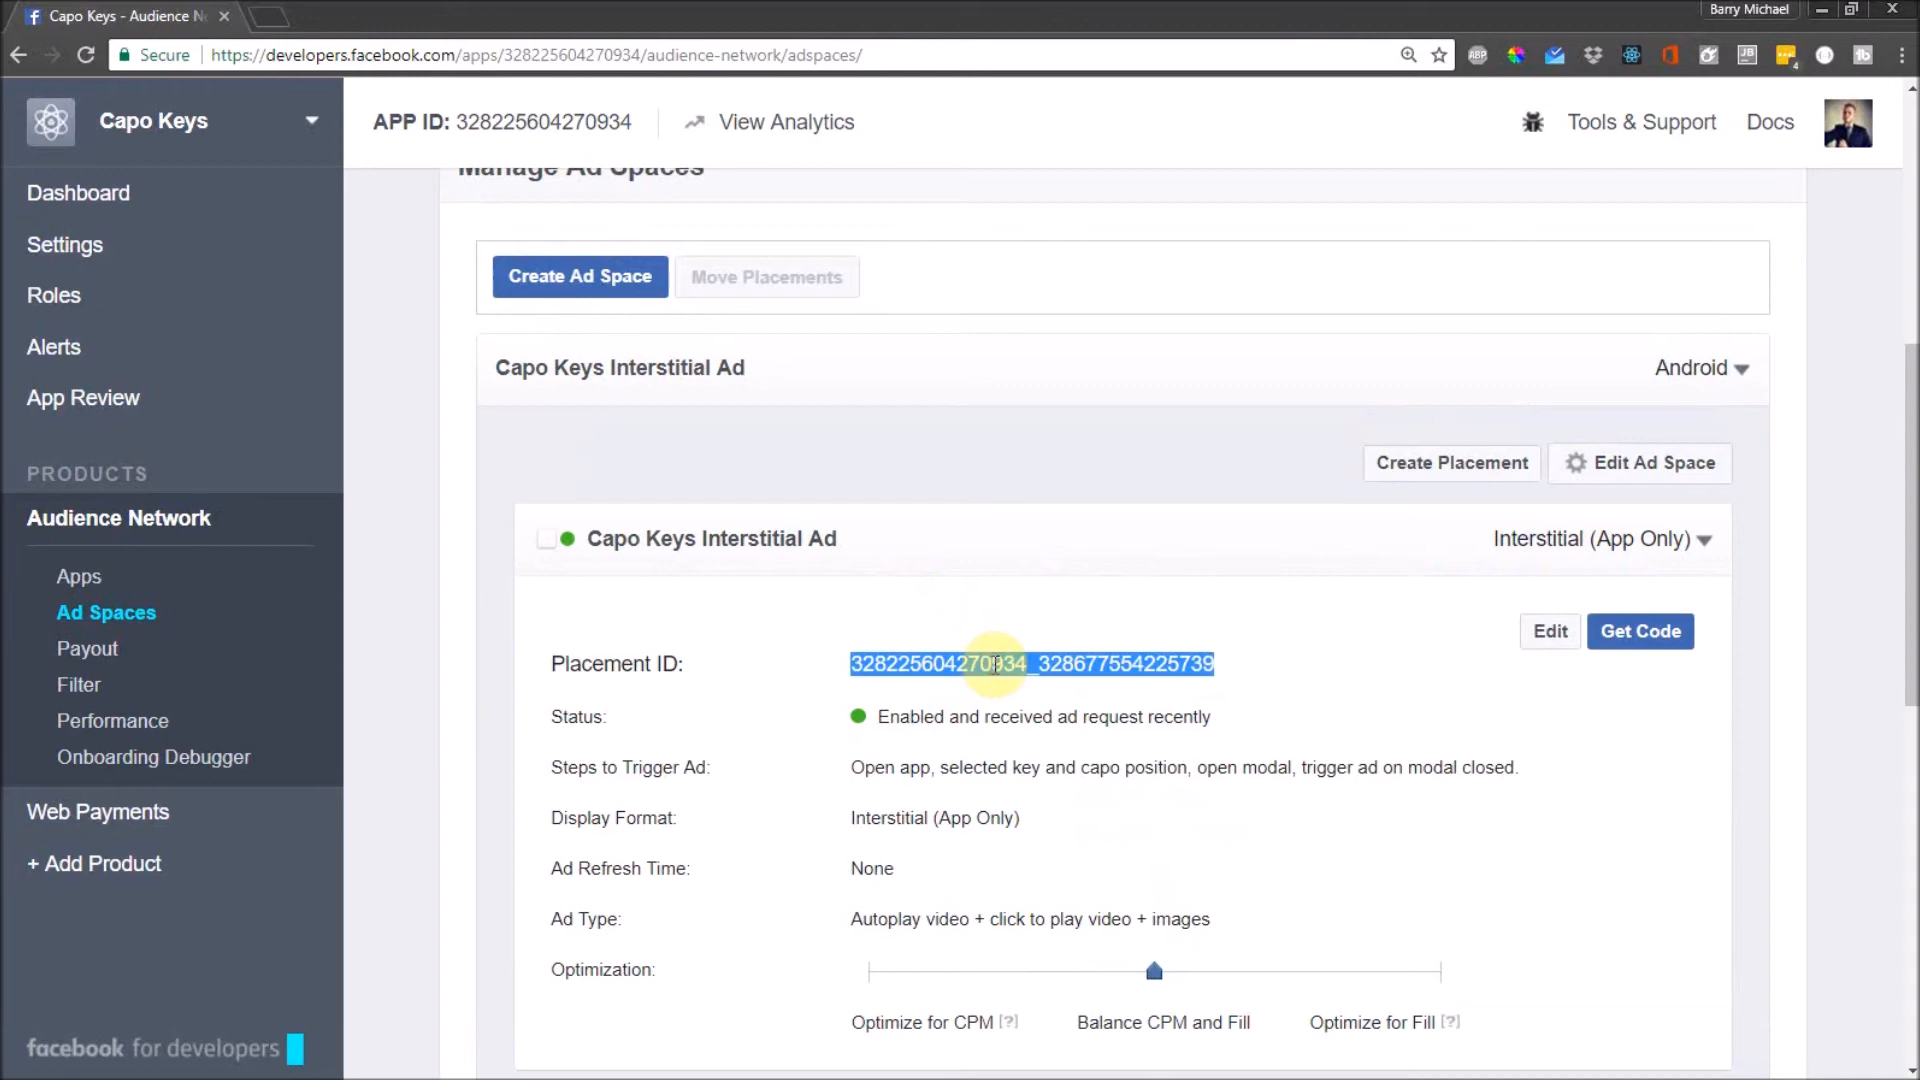 Capo Keys - Audience N
Barry Michael
Secure
https://developers.facebook.com/apps/328225604270934/audience-network/adspaces/
ABP
JB
4
tb
Capo Keys
APP ID: 328225604270934
View Analytics
Tools & Support
Docs
Manage Ad Spaces
Dashboard
Settings
Roles
Alerts
App Review
PRODUCTS
Audience Network
Apps
Ad Spaces
Payout
Filter
Performance
Onboarding Debugger
Web Payments
+ Add Product
facebook for developers
Create Ad Space
Move Placements
Capo Keys Interstitial Ad
Android
Create Placement
Edit Ad Space
Capo Keys Interstitial Ad
Interstitial (App Only)
Edit
Get Code
Placement ID: 328225604270934_328677554225739
Status: Enabled and received ad request recently
Steps to Trigger Ad: Open app, selected key and capo position, open modal, trigger ad on modal closed.
Display Format: Interstitial (App Only)
Ad Refresh Time: None
Ad Type: Autoplay video + click to play video + images
Optimization:
Optimize for CPM [?]
Balance CPM and Fill
Optimize for Fill [?]